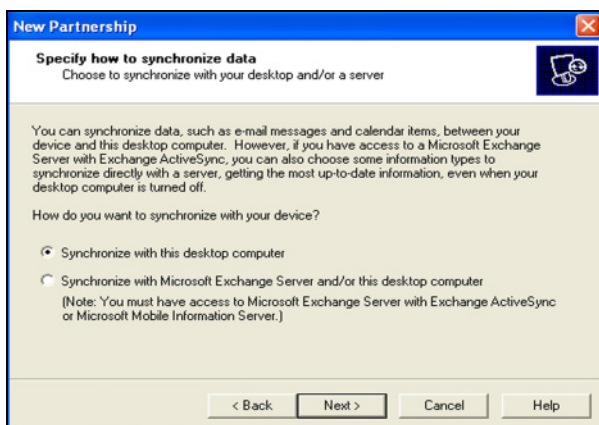 New Partnership
Specify how to synchronize data
Choose to synchronize with your desktop and/or a server
You can synchronize data, such as e-mail messages and calendar items, between your
device and this desktop computer. However, if you have access to a Microsoft Exchange
Server with Exchange ActiveSync, you can also choose some information types to
synchronize directly with a server, getting the most up-to-date information, even when your
desktop computer is turned off.
How do you want to synchronize with your device?
Synchronize with this desktop computer
Synchronize with Microsoft Exchange Server and/or this desktop computer
(Note: You must have access to Microsoft Exchange Server with Exchange ActiveSync
or Microsoft Mobile Information Server.)
< Back Next > Cancel Help